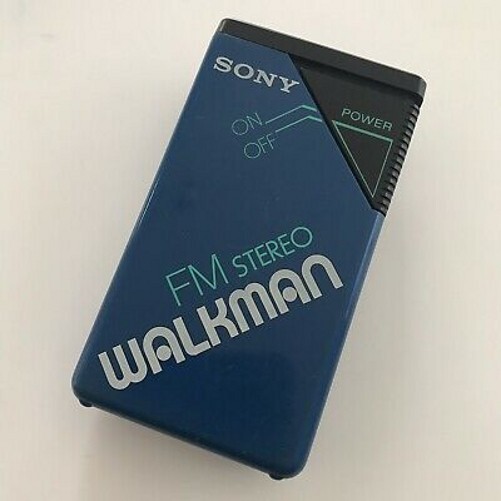 SONY
POWER
ON
OFF
FM STEREO
WALKMAN